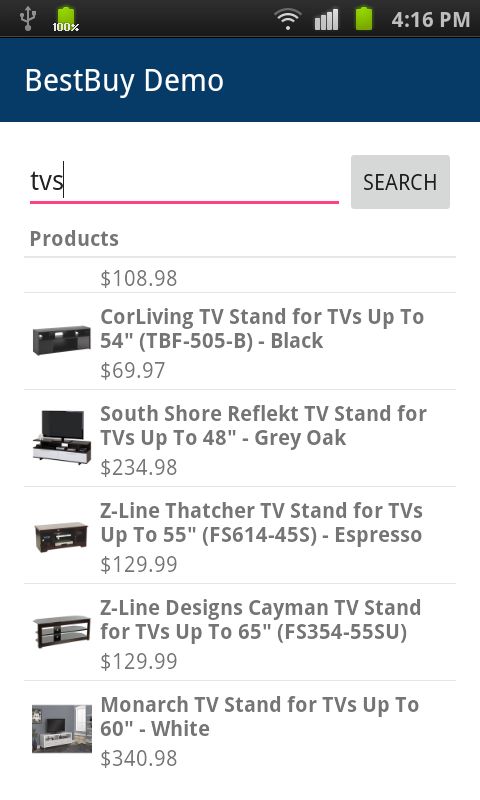 100%
4:16 PM
BestBuy Demo
tvs
SEARCH
Products
$108.98
CorLiving TV Stand for TVs Up To
54" (TBF-505-B) - Black
$69.97
South Shore Reflekt TV Stand for
TVs Up To 48" - Grey Oak
$234.98
Z-Line Thatcher TV Stand for TVs
Up To 55" (FS614-45S) - Espresso
$129.99
Z-Line Designs Cayman TV Stand
for TVs Up To 65" (FS354-55SU)
$129.99
Monarch TV Stand for TVs Up To
60" - White
$340.98